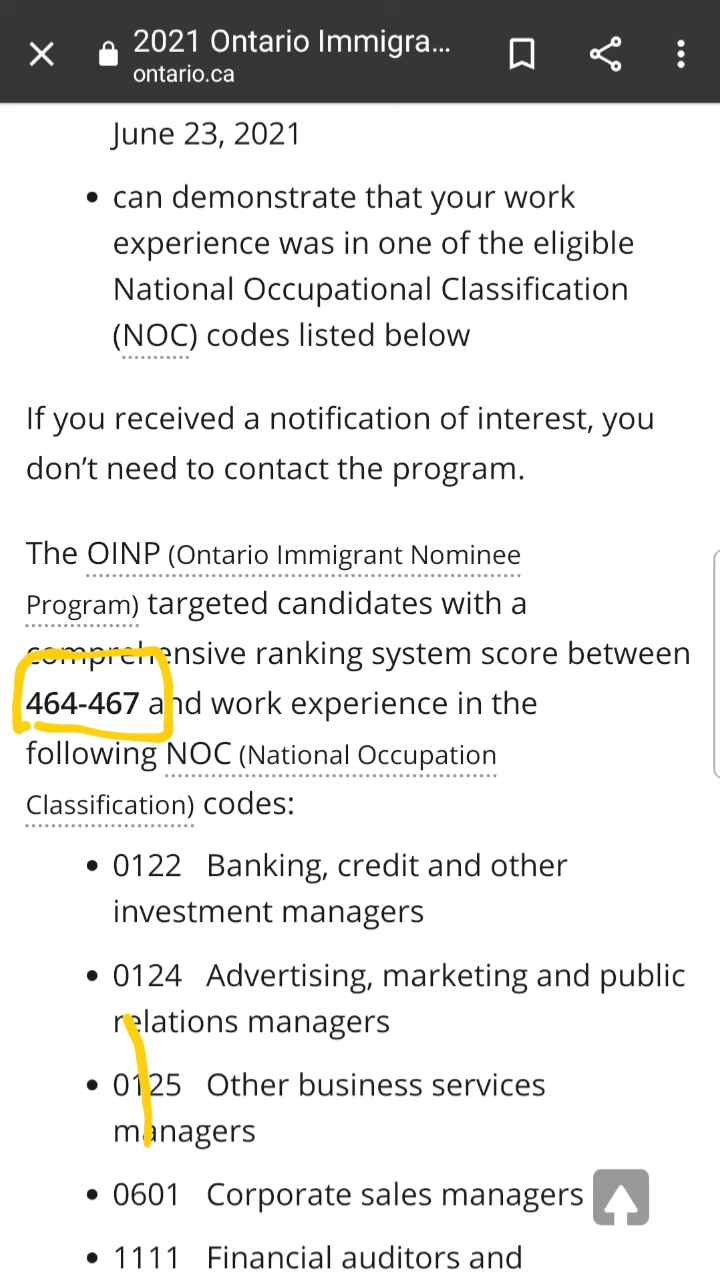 2021 Ontario Immigra...
ontario.ca
June 23, 2021
• can demonstrate that your work
experience was in one of the eligible
National Occupational Classification
(NOC) codes listed below
If you received a notification of interest, you
don't need to contact the program.
The OINP (Ontario Immigrant Nominee
Program) targeted candidates with a
comprehensive ranking system score between
464-467 and work experience in the
following NOC (National Occupation
Classification) codes:
• 0122 Banking, credit and other
investment managers
• 0124 Advertising, marketing and public
relations managers
• 0125 Other business services
managers
• 0601 Corporate sales managers
• 1111 Financial auditors and